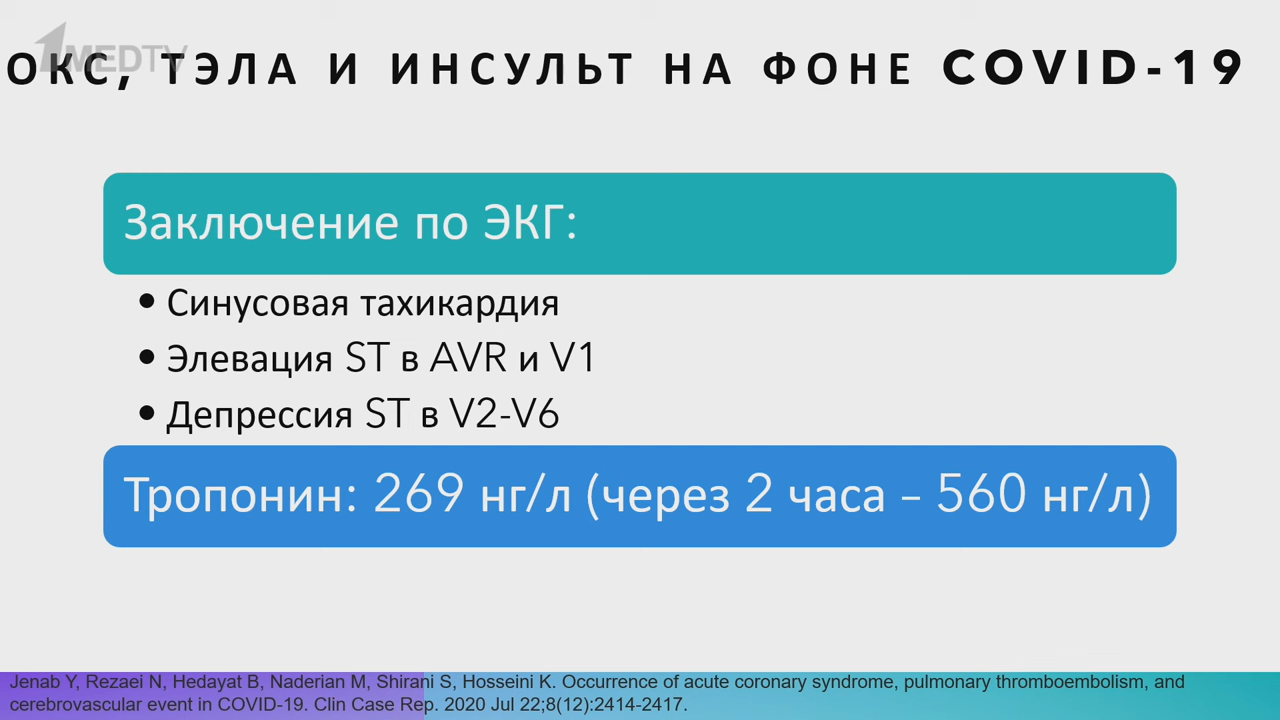 1MEDTV
ОКС, ТЭЛА И ИНСУЛЬТ НА ФОНЕ COVID-19
Заключение по ЭКГ:
• Синусовая тахикардия
• Элевация ST в AVR и V1
• Депрессия ST в V2-V6
Тропонин: 269 нг/л (через 2 часа – 560 нг/л)
Jenab Y, Rezaei N, Hedayat B, Naderian M, Shirani S, Hosseini K. Occurrence of acute coronary syndrome, pulmonary thromboembolism, and
cerebrovascular event in COVID-19. Clin Case Rep. 2020 Jul 22;8(12):2414-2417.